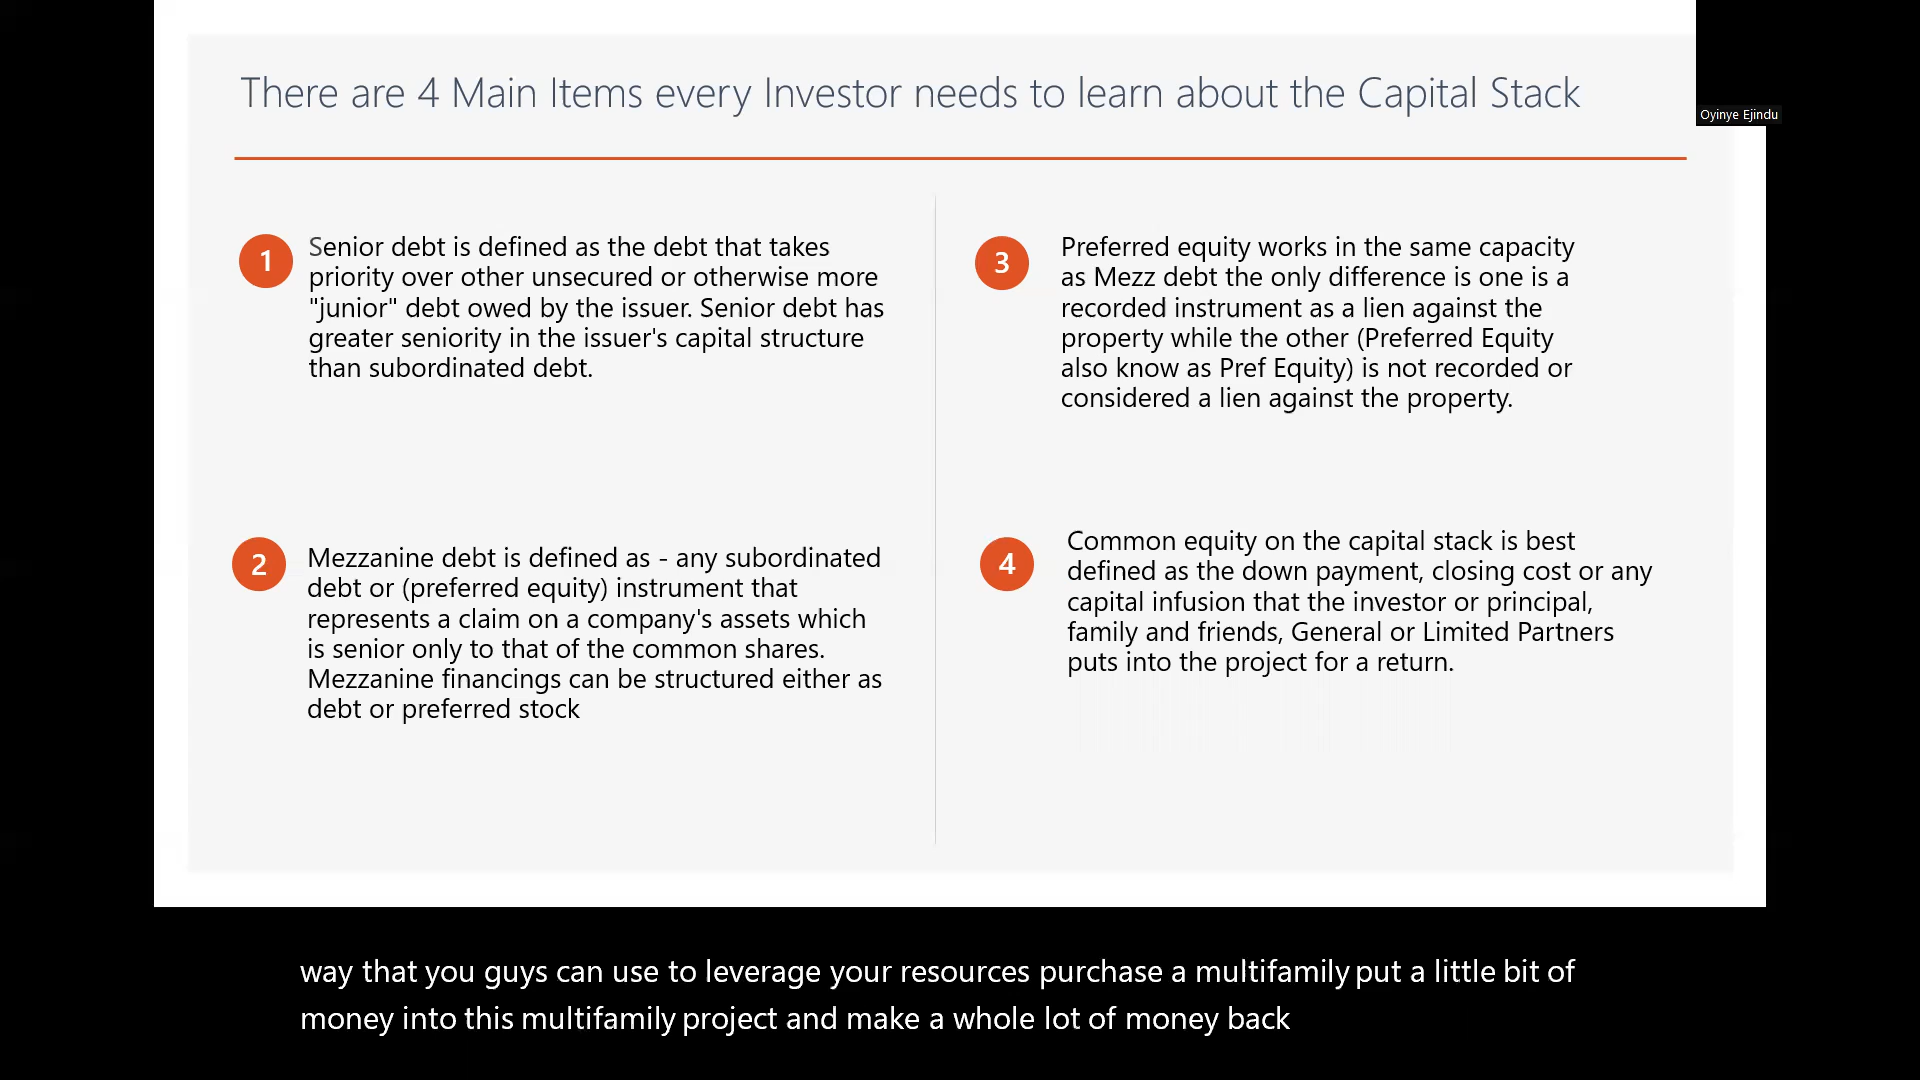 There are 4 Main Items every Investor needs to learn about the Capital Stack
Oyinye Ejindu
1
Senior debt is defined as the debt that takes
priority over other unsecured or otherwise more
"junior" debt owed by the issuer. Senior debt has
greater seniority in the issuer's capital structure
than subordinated debt.
2
Mezzanine debt is defined as - any subordinated
debt or (preferred equity) instrument that
represents a claim on a company's assets which
is senior only to that of the common shares.
Mezzanine financings can be structured either as
debt or preferred stock
3
Preferred equity works in the same capacity
as Mezz debt the only difference is one is a
recorded instrument as a lien against the
property while the other (Preferred Equity
also know as Pref Equity) is not recorded or
considered a lien against the property.
4
Common equity on the capital stack is best
defined as the down payment, closing cost or any
capital infusion that the investor or principal,
family and friends, General or Limited Partners
puts into the project for a return.
way that you guys can use to leverage your resources purchase a multifamily put a little bit of
money into this multifamily project and make a whole lot of money back